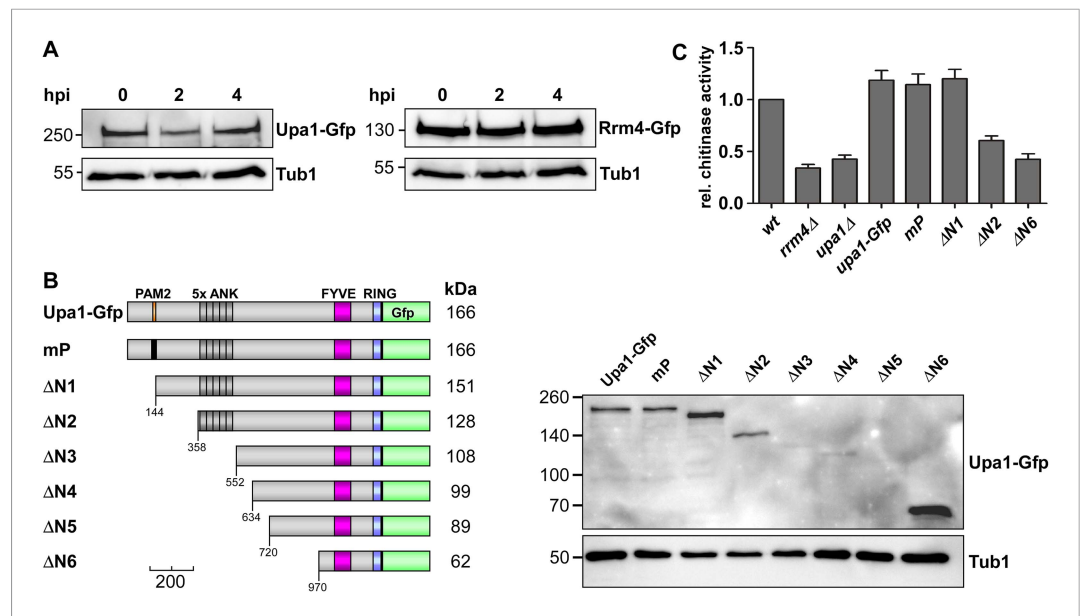 A
hpi 0 2 4
250 Upa1-Gfp
55 Tub1
hpi 0 2 4
130 Rrm4-Gfp
55 Tub1
C
rel. chitinase activity
1.5
1.0
0.5
0.0
wt rrm4Δ upa1Δ upa1-Gfp mP ΔN1 ΔN2 ΔN6
B
PAM2 5x ANK FYVE RING kDa
Upa1-Gfp Gfp 166
mP 166
ΔN1 151
144
ΔN2 128
358
ΔN3 108
552
ΔN4 99
634
ΔN5 89
720
ΔN6 62
970
200
Upa1-Gfp mP ΔN1 ΔN2 ΔN3 ΔN4 ΔN5 ΔN6
260
140
100
70
Upa1-Gfp
50 Tub1